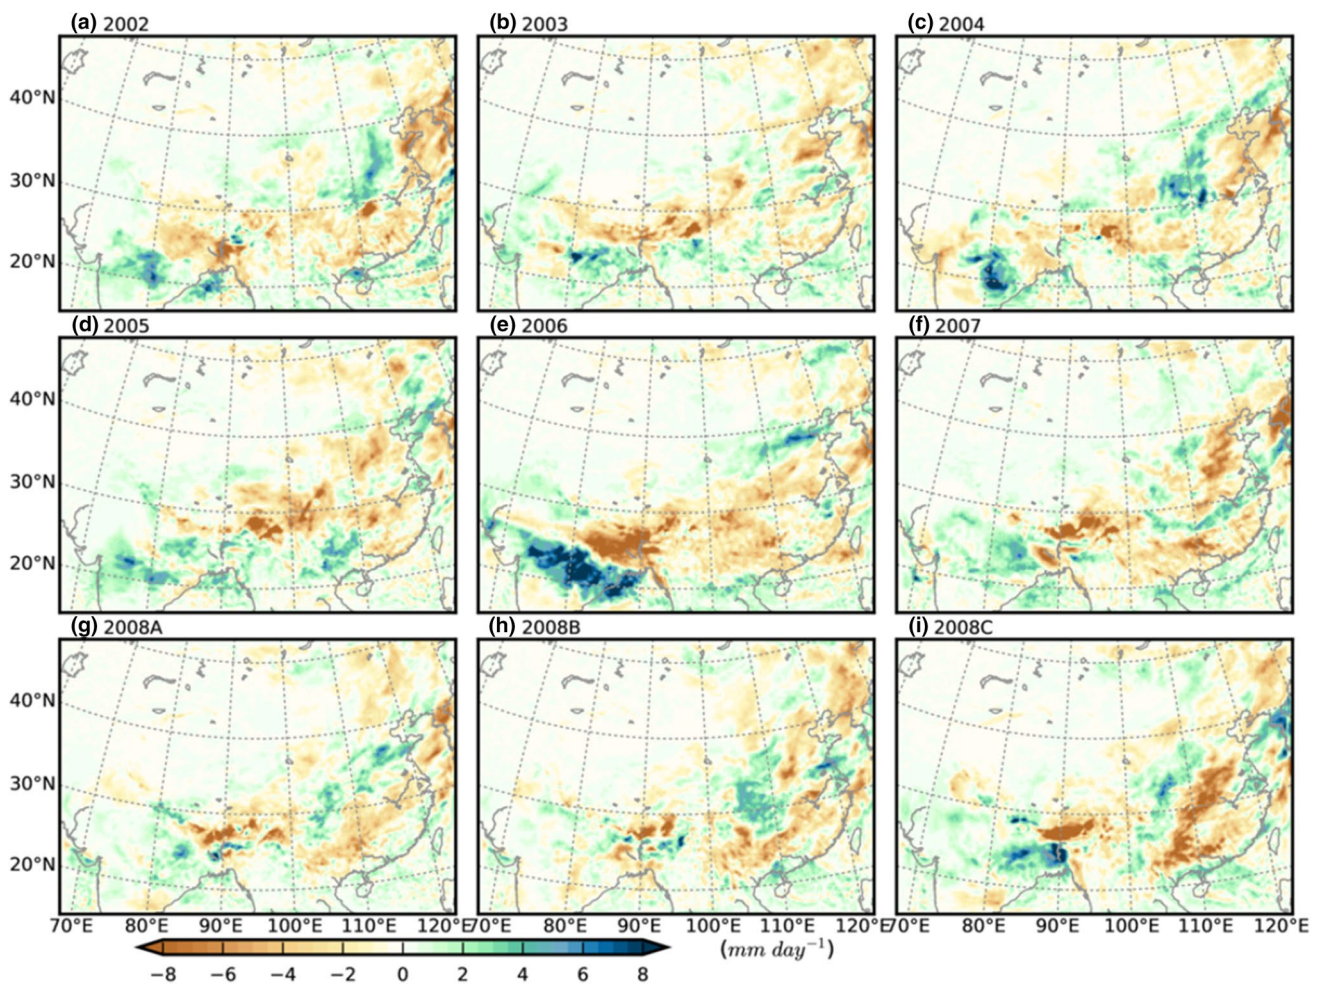 (a) 2002
(b) 2003
(c) 2004
40°N
30°N
20°N
(d) 2005
(e) 2006
(f) 2007
40°N
30°N
20°N
(g) 2008A
(h) 2008B
(i) 2008C
40°N
30°N
20°N
70°E 80°E 90°E 100°E 110°E 120°E 70°E 80°E 90°E 100°E 110°E 120°E 70°E 80°E 90°E 100°E 110°E 120°E
(mm day⁻¹)
−8 −6 −4 −2 0 2 4 6 8